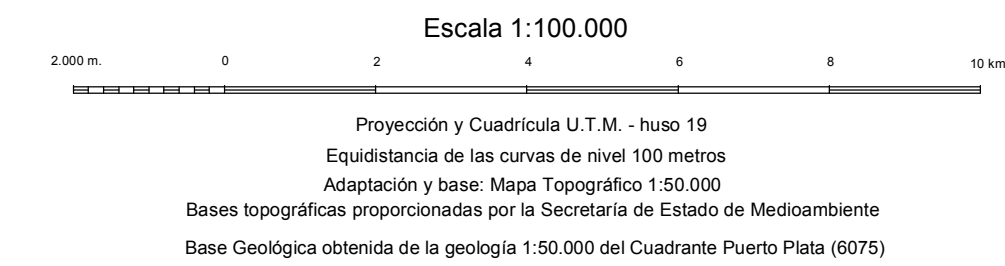 Escala 1:100.000
2.000 m. 0 2 4 6 8 10 km
Proyección y Cuadrícula U.T.M. - huso 19
Equidistancia de las curvas de nivel 100 metros
Adaptación y base: Mapa Topográfico 1:50.000
Bases topográficas proporcionadas por la Secretaría de Estado de Medioambiente
Base Geológica obtenida de la geología 1:50.000 del Cuadrante Puerto Plata (6075)